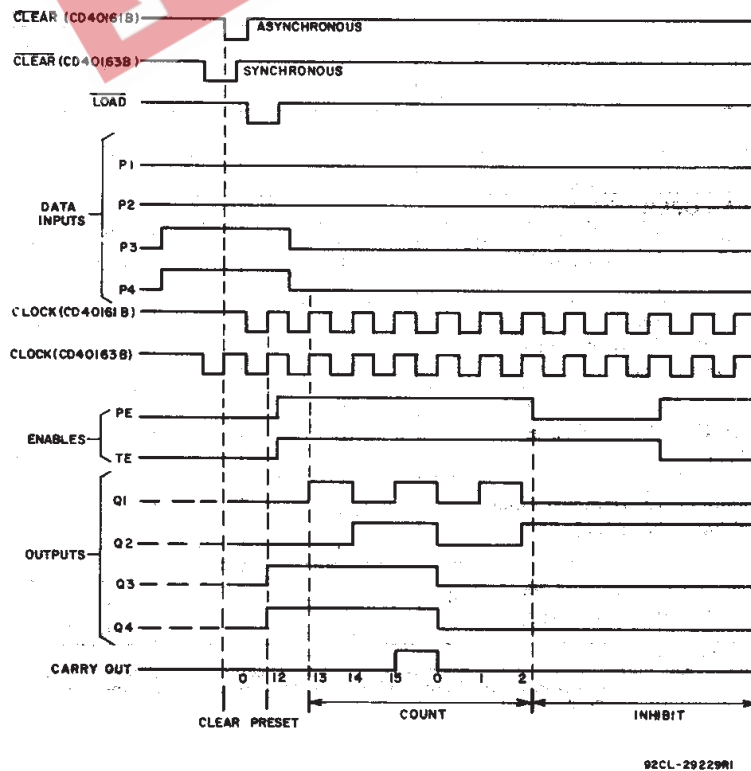 CLEAR (CD40161B)
ASYNCHRONOUS
CLEAR (CD40163B)
SYNCHRONOUS
LOAD
P1
P2
DATA INPUTS
P3
P4
CLOCK (CD40161B)
CLOCK (CD40163B)
PE
ENABLES
TE
Q1
Q2
OUTPUTS
Q3
Q4
CARRY OUT
0 12 13 14 15 0 1 2
CLEAR PRESET COUNT INHIBIT
92CL-29229R1